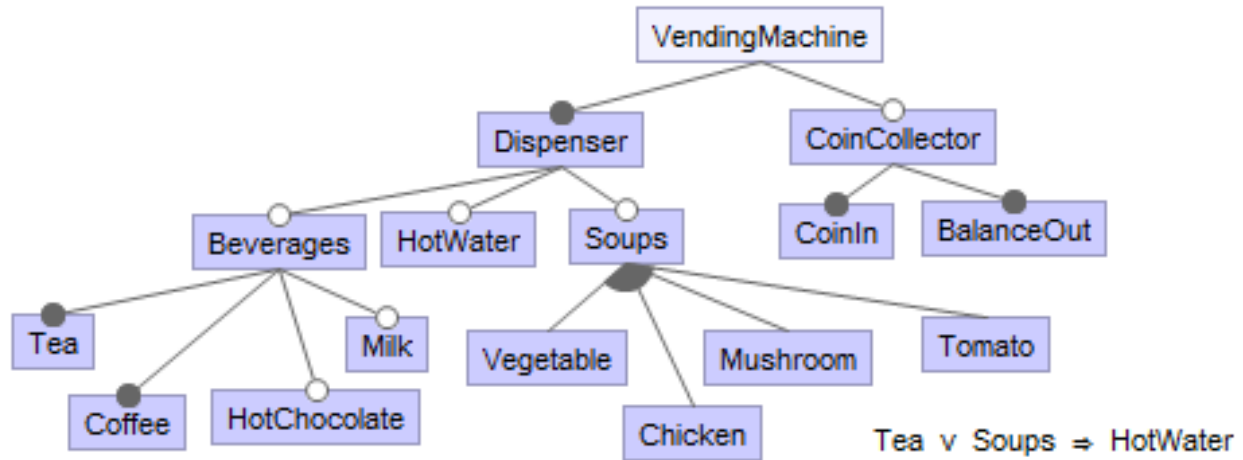 VendingMachine
Dispenser
CoinCollector
Beverages
HotWater
Soups
CoinIn
BalanceOut
Tea
Milk
Vegetable
Mushroom
Tomato
Coffee
HotChocolate
Chicken
Tea ∨ Soups ⇒ HotWater